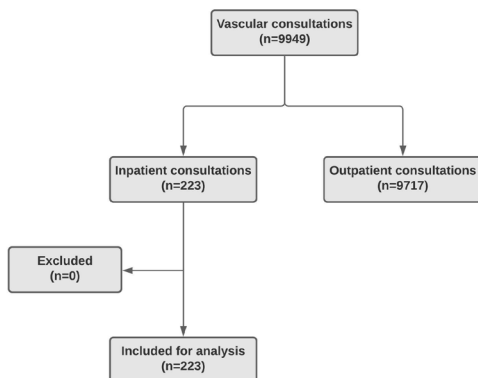 Vascular consultations
(n=9949)
Inpatient consultations
(n=223)
Outpatient consultations
(n=9717)
Excluded
(n=0)
Included for analysis
(n=223)